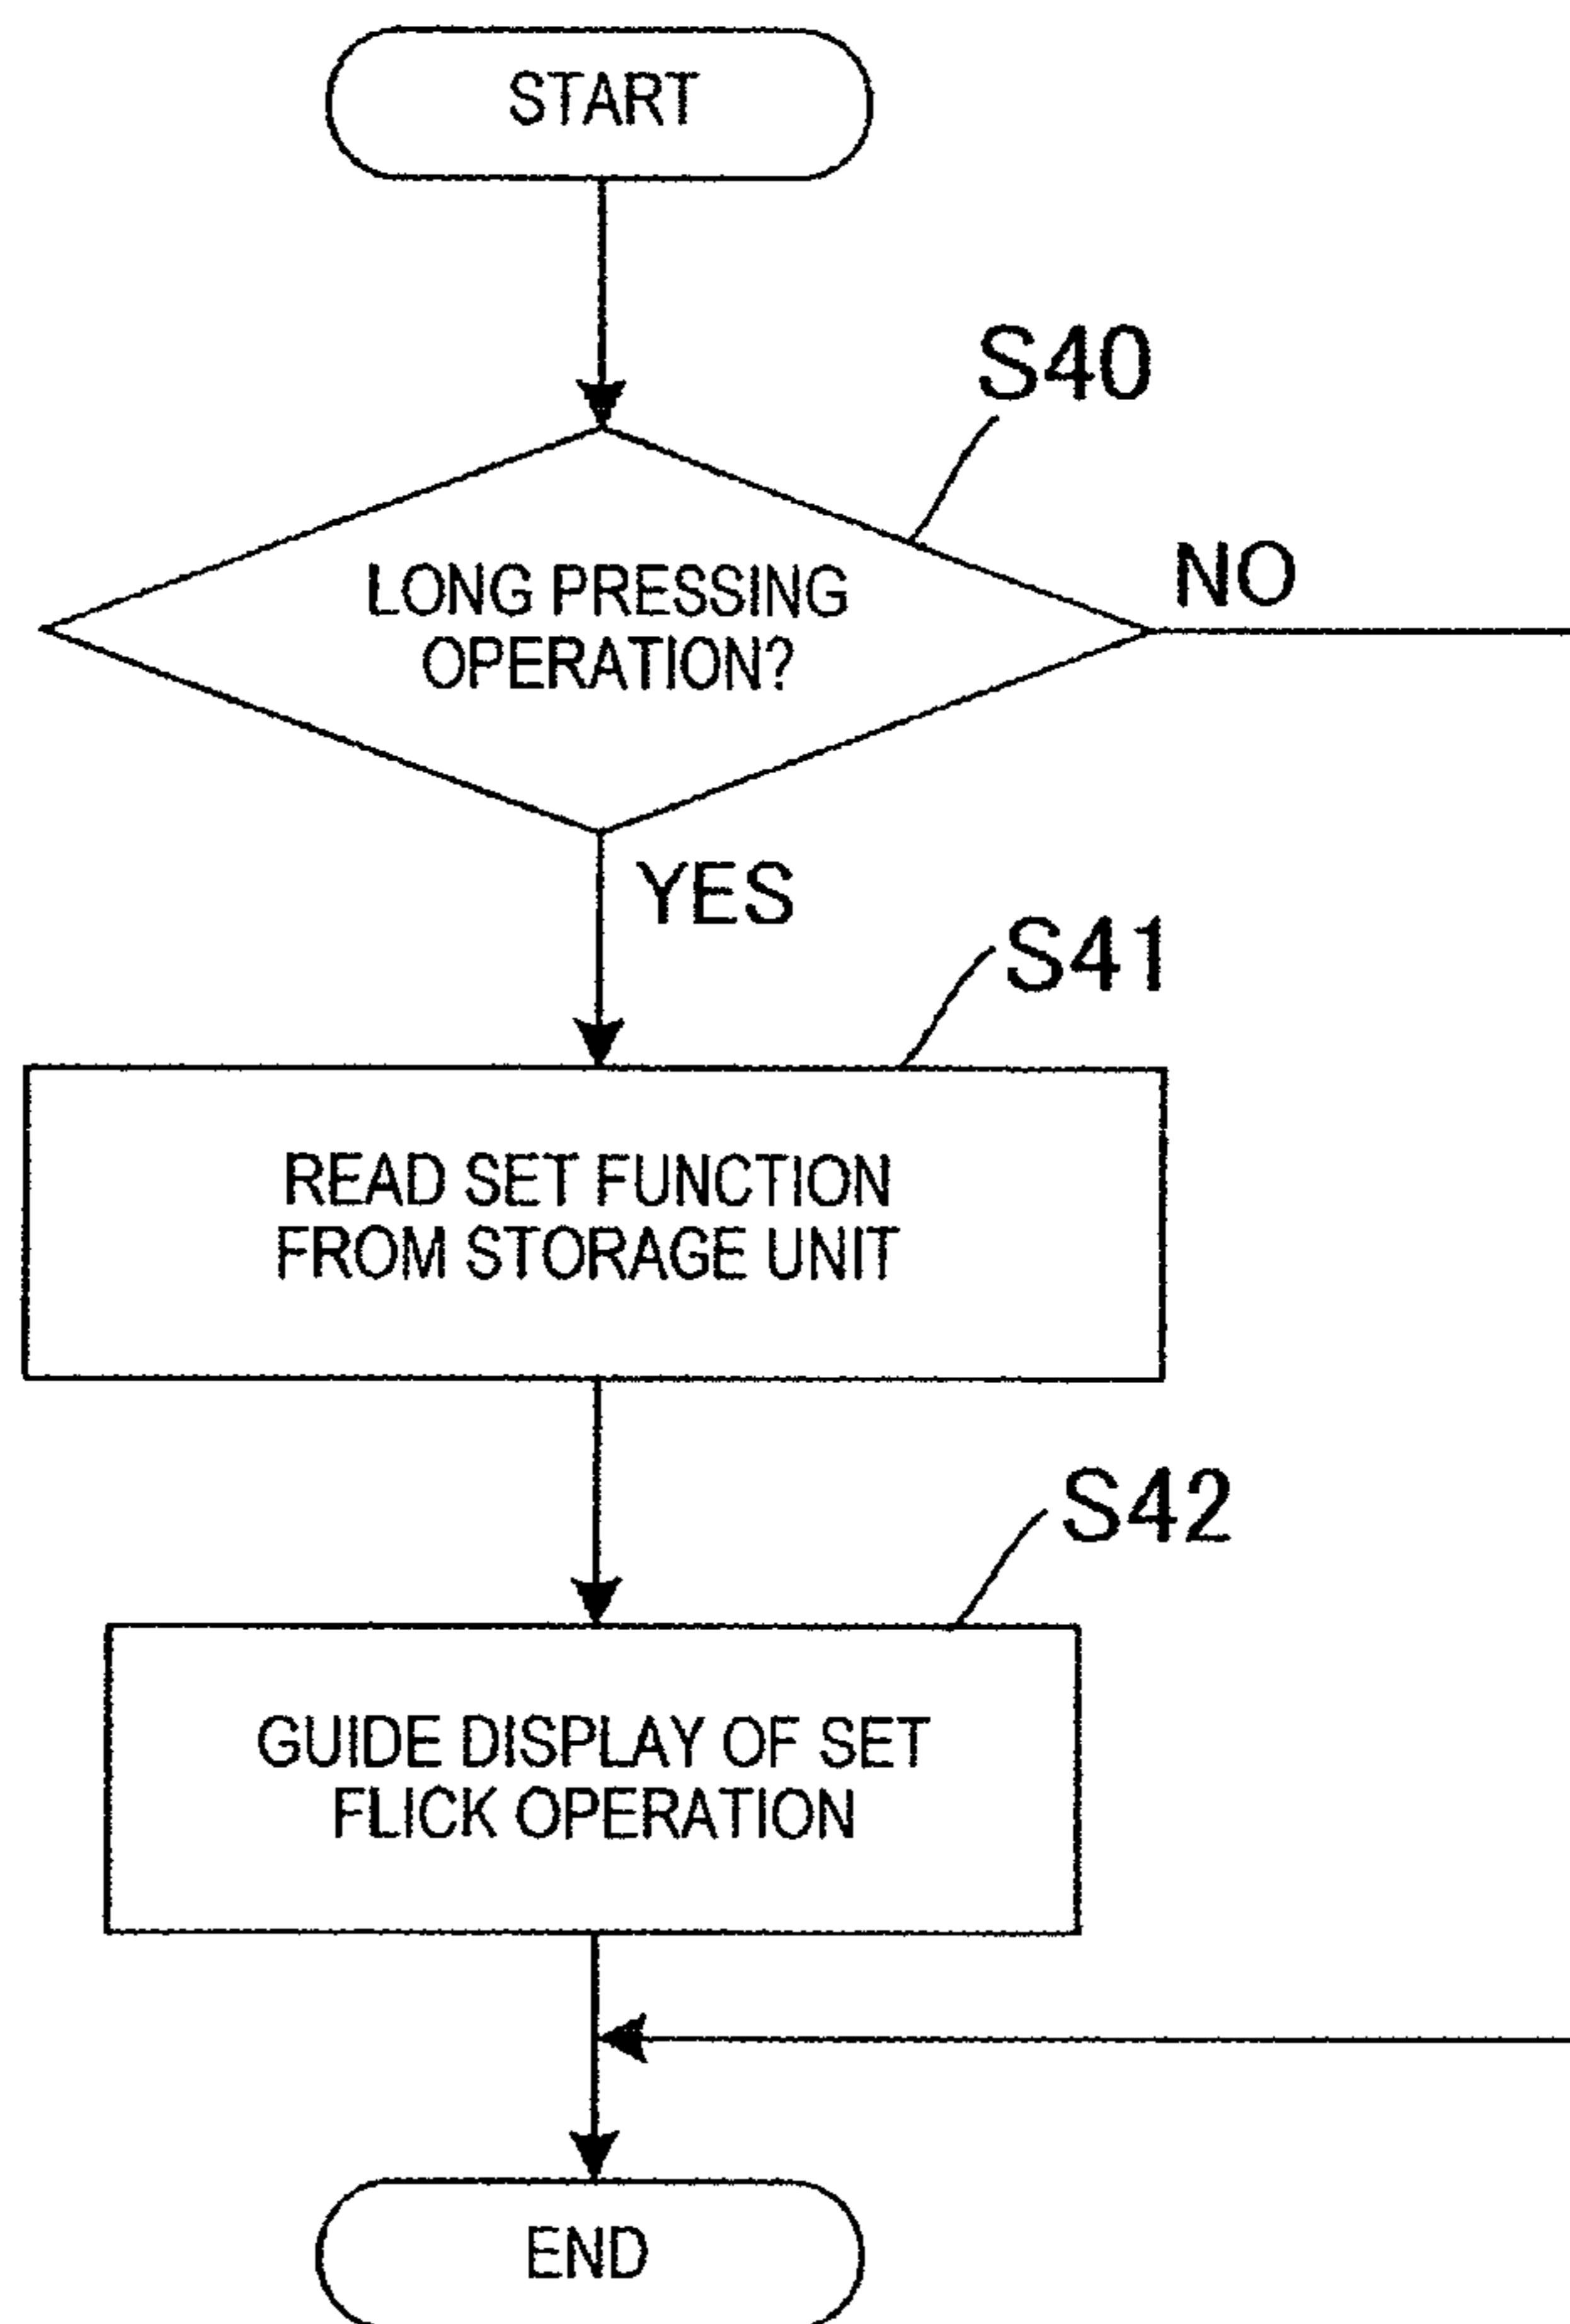 START
S40
LONG PRESSING
OPERATION?
NO
YES
S41
READ SET FUNCTION
FROM STORAGE UNIT
S42
GUIDE DISPLAY OF SET
FLICK OPERATION
END